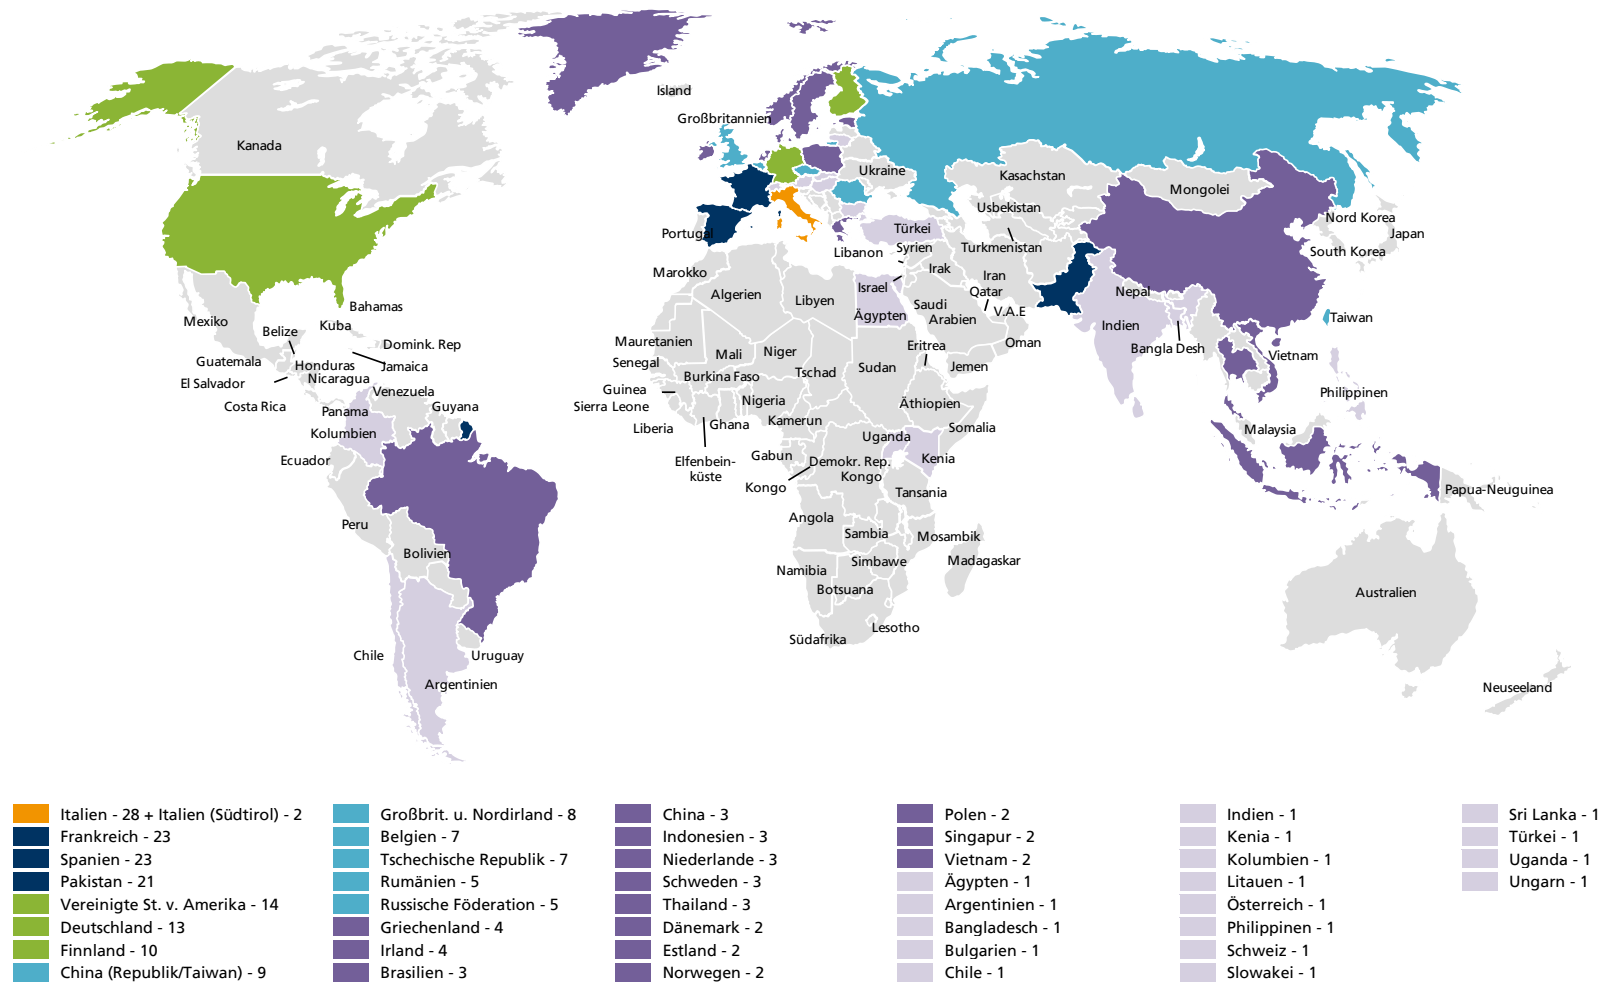 Island
Großbritannien
Kanada
Ukraine
Kasachstan
Mongolei
Usbekistan
Nord Korea
Portugal
Türkei
Japan
Libanon
Syrien
Turkmenistan
South Korea
Marokko
Irak
Iran
Algerien
Libyen
Israel
Qatar
Nepal
Bahamas
Saudi
Arabien
V.A.E
Ägypten
Mexiko
Kuba
Indien
Taiwan
Belize
Domink. Rep
Mauretanien
Eritrea
Oman
Bangla Desh
Guatemala
Honduras
Jamaica
Senegal
Mali
Niger
Tschad
Sudan
Jemen
Vietnam
El Salvador
Nicaragua
Venezuela
Burkina Faso
Guinea
Philippinen
Costa Rica
Panama
Guyana
Sierra Leone
Nigeria
Äthiopien
Kolumbien
Liberia
Ghana
Kamerun
Uganda
Somalia
Malaysia
Ecuador
Elfenbein-
küste
Gabun
Demokr. Rep.
Kongo
Kenia
Kongo
Tansania
Papua-Neuguinea
Peru
Angola
Sambia
Mosambik
Bolivien
Namibia
Simbawe
Madagaskar
Botsuana
Australien
Südafrika
Lesotho
Chile
Uruguay
Argentinien
Neuseeland
Italien - 28 + Italien (Südtirol) - 2
Frankreich - 23
Spanien - 23
Pakistan - 21
Vereinigte St. v. Amerika - 14
Deutschland - 13
Finnland - 10
China (Republik/Taiwan) - 9
Großbrit. u. Nordirland - 8
Belgien - 7
Tschechische Republik - 7
Rumänien - 5
Russische Föderation - 5
Griechenland - 4
Irland - 4
Brasilien - 3
China - 3
Indonesien - 3
Niederlande - 3
Schweden - 3
Thailand - 3
Dänemark - 2
Estland - 2
Norwegen - 2
Polen - 2
Singapur - 2
Vietnam - 2
Ägypten - 1
Argentinien - 1
Bangladesch - 1
Bulgarien - 1
Chile - 1
Indien - 1
Kenia - 1
Kolumbien - 1
Litauen - 1
Österreich - 1
Philippinen - 1
Schweiz - 1
Slowakei - 1
Sri Lanka - 1
Türkei - 1
Uganda - 1
Ungarn - 1